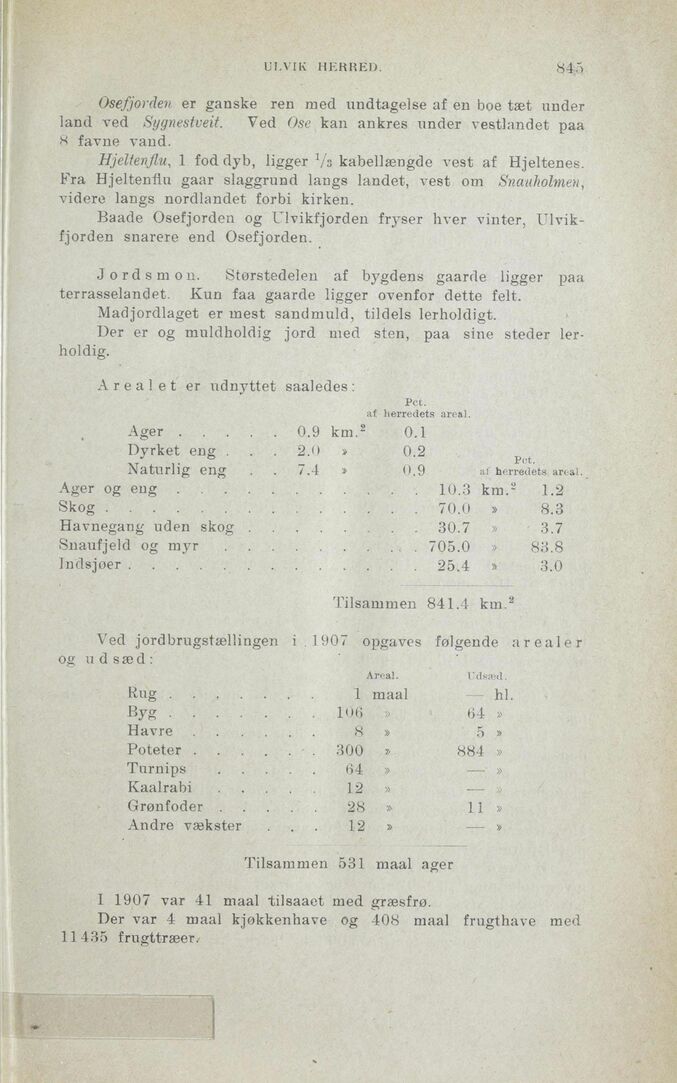 ULVIK HERRED. 845
Osefjorden er ganske ren med undtagelse af en boe tæt under
land ved Sygnestveit. Ved Ose kan ankres under vestlandet paa
8 favne vand.
Hjeltenflu, 1 fod dyb, ligger 1/3 kabellængde vest af Hjeltenes.
Fra Hjeltenflu gaar slaggrund langs landet, vest om Snauholmen,
videre langs nordlandet forbi kirken.
Baade Osefjorden og Ulvikfjorden fryser hver vinter, Ulvik-
fjorden snarere end Osefjorden.
Jordsmon. Størstedelen af bygdens gaarde ligger paa
terrasselandet. Kun faa gaarde ligger ovenfor dette felt.
Madjordlaget er mest sandmuld, tildels lerholdigt.
Der er og muldholdig jord med sten, paa sine steder ler-
holdig.
Arealet er udnyttet saaledes:
Pct.
af herredets areal.
Ager . . . . . 0.9 km.² 0.1
Dyrket eng . . . 2.0 » 0.2
Pct.
Naturlig eng . . 7.4 » 0.9 af herredets areal.
Ager og eng . . . . . . . . . 10.3 km.² 1.2
Skog . . . . . . . . . . . 70.0 » 8.3
Havnegang uden skog . . . . . . . 30.7 » 3.7
Snaufjeld og myr . . . . . . . . 705.0 » 83.8
Indsjøer . . . . . . . . . . 25.4 » 3.0
Tilsammen 841.4 km.²
Ved jordbrugstællingen i 1907 opgaves følgende arealer
og udsæd:
Areal. Udsæd.
Rug . . . . . . . 1 maal — hl.
Byg . . . . . . . 106 » 64 »
Havre . . . . . . 8 » 5 »
Poteter . . . . . . 300 » 884 »
Turnips . . . . . 64 » — »
Kaalrabi . . . . . 12 » — »
Grønfoder . . . . . 28 » 11 »
Andre vækster . . . 12 » — »
Tilsammen 531 maal ager
I 1907 var 41 maal tilsaaet med græsfrø.
Der var 4 maal kjøkkenhave og 408 maal frugthave med
11 435 frugttræer.